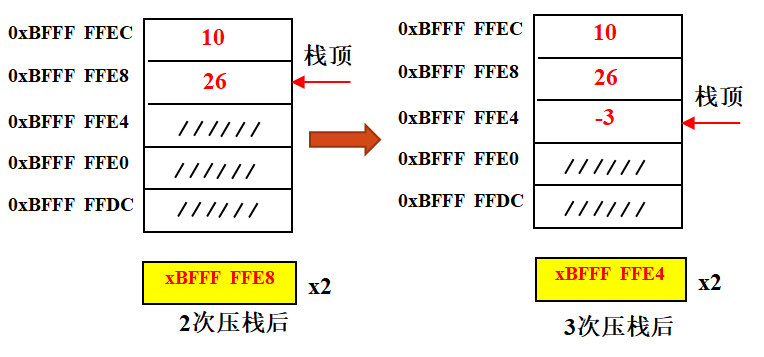 0xBFFF FFEC 10
0xBFFF FFE8 26 栈顶
0xBFFF FFE4
0xBFFF FFE0
0xBFFF FFDC
xBFFF FFE8 x2
2次压栈后
0xBFFF FFEC 10
0xBFFF FFE8 26
0xBFFF FFE4 -3 栈顶
0xBFFF FFE0
0xBFFF FFDC
xBFFF FFE4 x2
3次压栈后